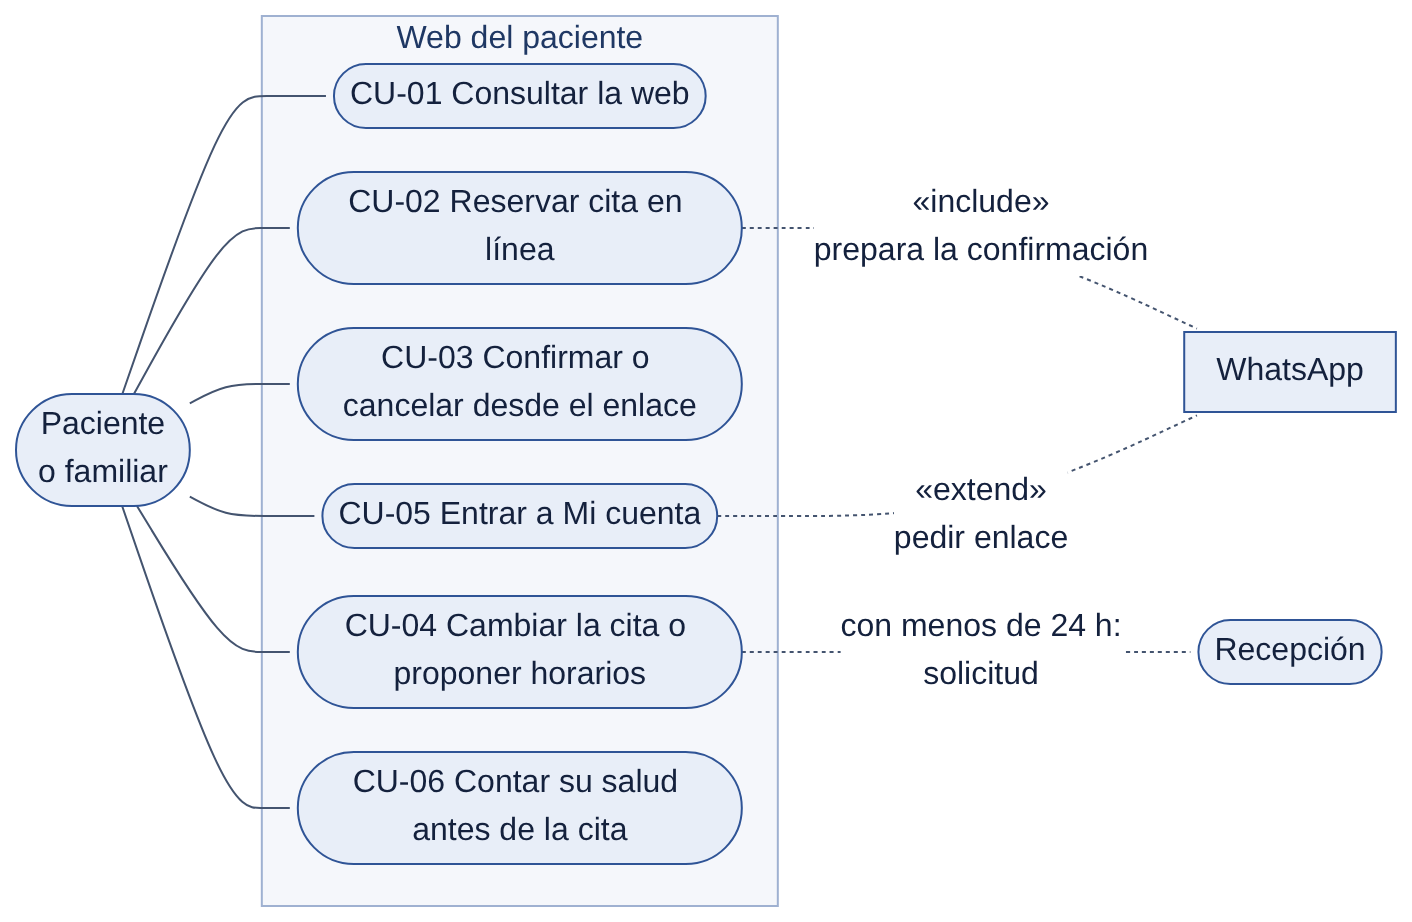 Web del paciente
CU-01 Consultar la web
CU-02 Reservar cita en
línea
«include»
prepara la confirmación
CU-03 Confirmar o
cancelar desde el enlace
WhatsApp
Paciente
o familiar
CU-05 Entrar a Mi cuenta
«extend»
pedir enlace
CU-04 Cambiar la cita o
proponer horarios
con menos de 24 h:
solicitud
Recepción
CU-06 Contar su salud
antes de la cita